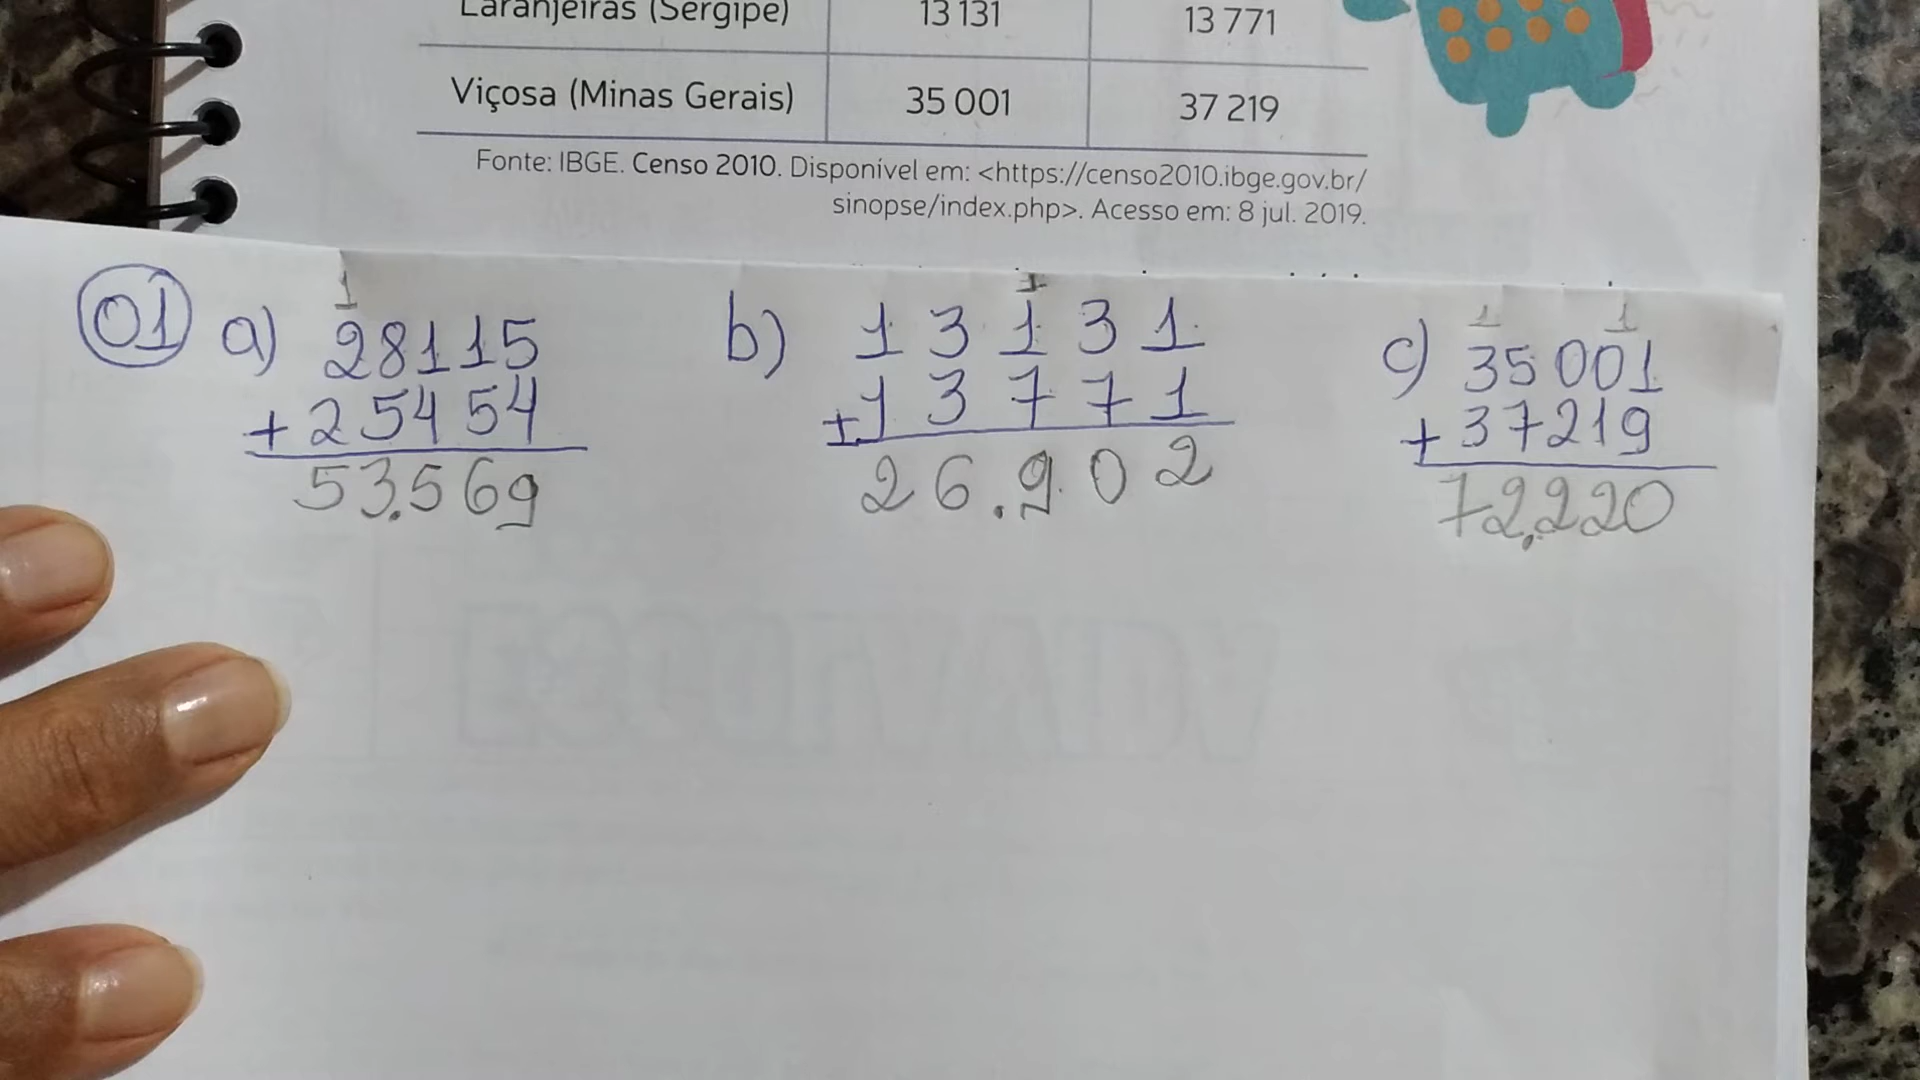 Laranjeiras (Sergipe) 13 131 13 771
Viçosa (Minas Gerais) 35 001 37 219
Fonte: IBGE. Censo 2010. Disponível em: <https://censo2010.ibge.gov.br/
sinopse/index.php>. Acesso em: 8 jul. 2019.
01 a)
1
28115
+ 25454
53.569
b)
1
13131
+ 13771
26.902
c)
1 1
35001
+ 37219
72.220